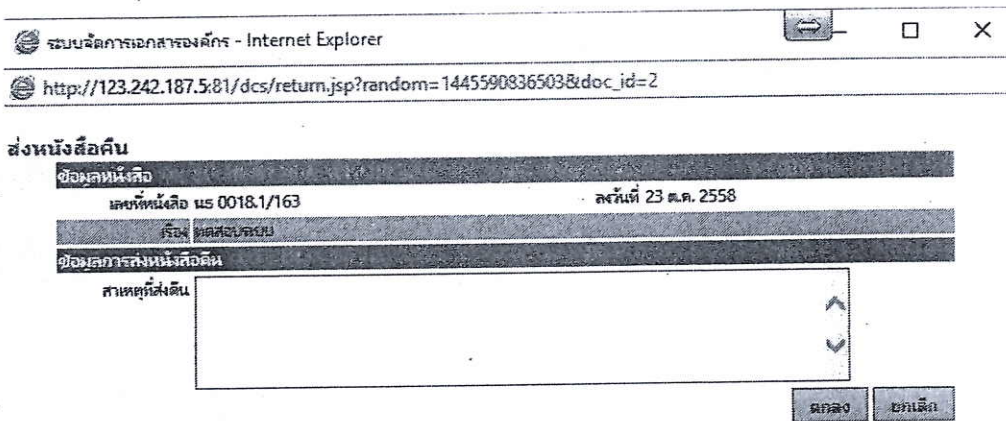 ระบบจัดการเอกสารองค์กร - Internet Explorer
http://123.242.187.5:81/dcs/return.jsp?random=1445590836503&doc_id=2
ส่งหนังสือคืน
ข้อมูลหนังสือ
เลขที่หนังสือ นร 0018.1/163 ลงวันที่ 23 ต.ค. 2558
เรื่อง ทดสอบระบบ
ข้อมูลการส่งหนังสือคืน
สาเหตุที่ส่งคืน
ตกลง ยกเลิก